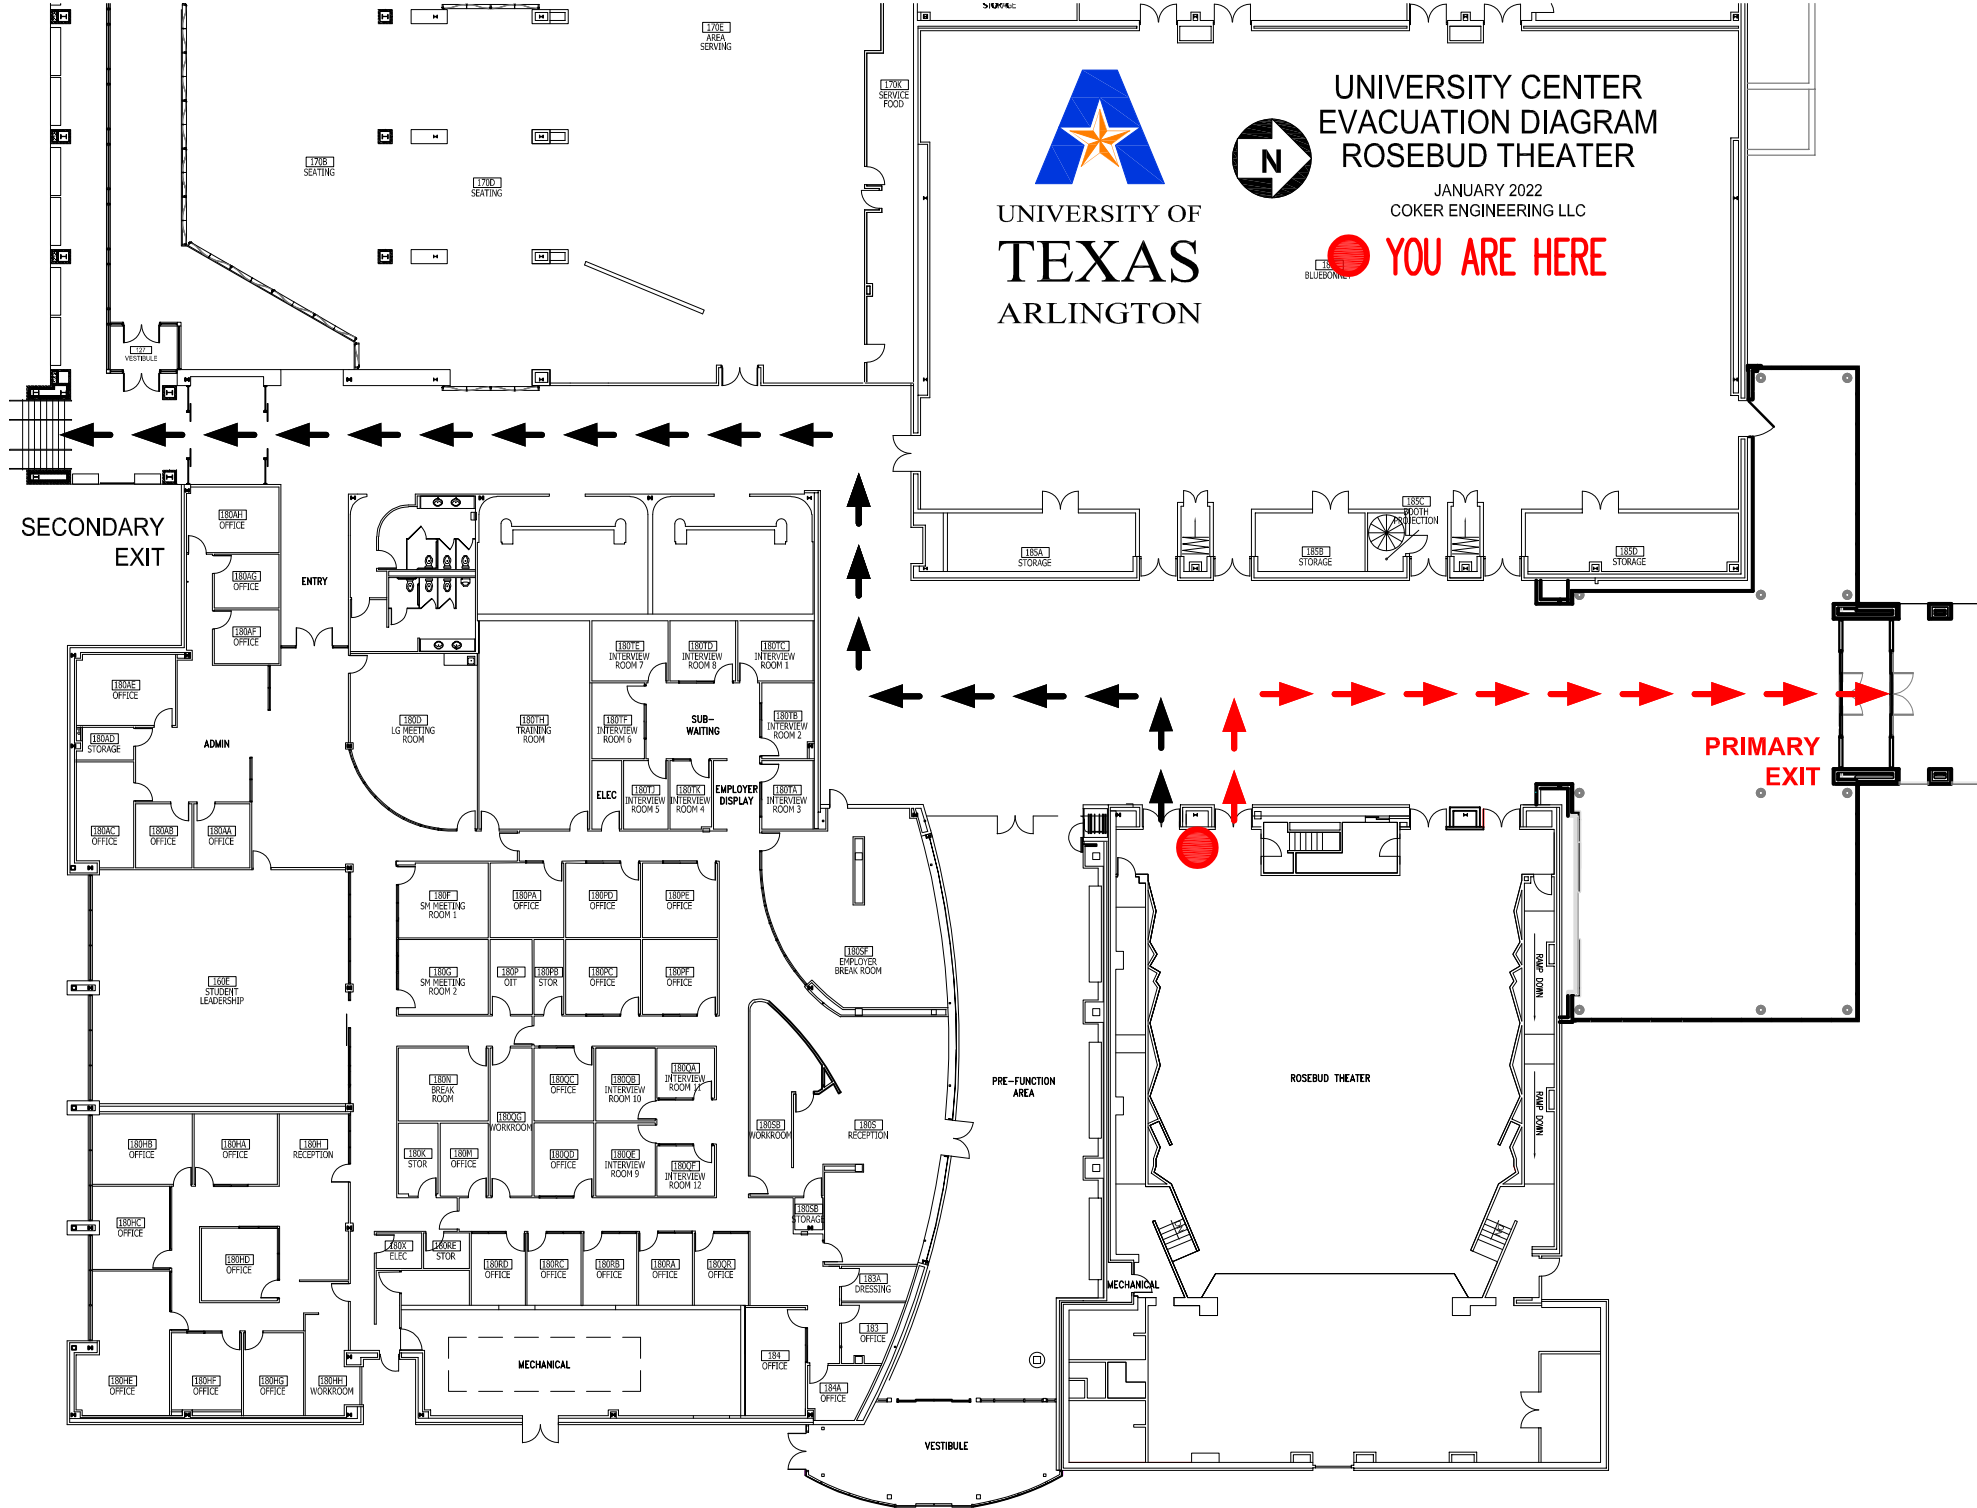 STORAGE
170E
AREA
SERVING
170K
SERVICE
FOOD
170B
SEATING
170D
SEATING
127
VESTIBULE
UNIVERSITY OF
TEXAS
ARLINGTON
N
UNIVERSITY CENTER
EVACUATION DIAGRAM
ROSEBUD THEATER
JANUARY 2022
COKER ENGINEERING LLC
YOU ARE HERE
SECONDARY
EXIT
180AH
OFFICE
180AG
OFFICE
180AF
OFFICE
ENTRY
180AE
OFFICE
180AD
STORAGE
ADMIN
180AC
OFFICE
180AB
OFFICE
180AA
OFFICE
180D
LG MEETING
ROOM
180TH
TRAINING
ROOM
180TE
INTERVIEW
ROOM 7
180TD
INTERVIEW
ROOM 8
180TC
INTERVIEW
ROOM 1
180TF
INTERVIEW
ROOM 6
SUB-
WAITING
180TB
INTERVIEW
ROOM 2
ELEC
180TJ
INTERVIEW
ROOM 5
180TK
INTERVIEW
ROOM 4
EMPLOYER
DISPLAY
180TA
INTERVIEW
ROOM 3
185A
STORAGE
185B
STORAGE
185C
BOOTH
PROJECTION
185D
STORAGE
PRIMARY
EXIT
180F
SM MEETING
ROOM 1
180PA
OFFICE
180PD
OFFICE
180PE
OFFICE
180G
SM MEETING
ROOM 2
180P
OIT
180PB
STOR
180PC
OFFICE
180PF
OFFICE
180SF
EMPLOYER
BREAK ROOM
160E
STUDENT
LEADERSHIP
180N
BREAK
ROOM
180QG
WORKROOM
180QC
OFFICE
180QB
INTERVIEW
ROOM 10
180QA
INTERVIEW
ROOM 11
180K
STOR
180M
OFFICE
180QD
OFFICE
180QE
INTERVIEW
ROOM 9
180QF
INTERVIEW
ROOM 12
180SB
WORKROOM
180S
RECEPTION
180SB
STORAGE
PRE-FUNCTION
AREA
ROSEBUD THEATER
RAMP DOWN
RAMP DOWN
180HB
OFFICE
180HA
OFFICE
180H
RECEPTION
180HC
OFFICE
180HD
OFFICE
180HE
OFFICE
180HF
OFFICE
180HG
OFFICE
180HH
WORKROOM
180X
ELEC
180RE
STOR
180RD
OFFICE
180RC
OFFICE
180RB
OFFICE
180RA
OFFICE
180QR
OFFICE
183A
DRESSING
183
OFFICE
184
OFFICE
184A
OFFICE
MECHANICAL
MECHANICAL
VESTIBULE